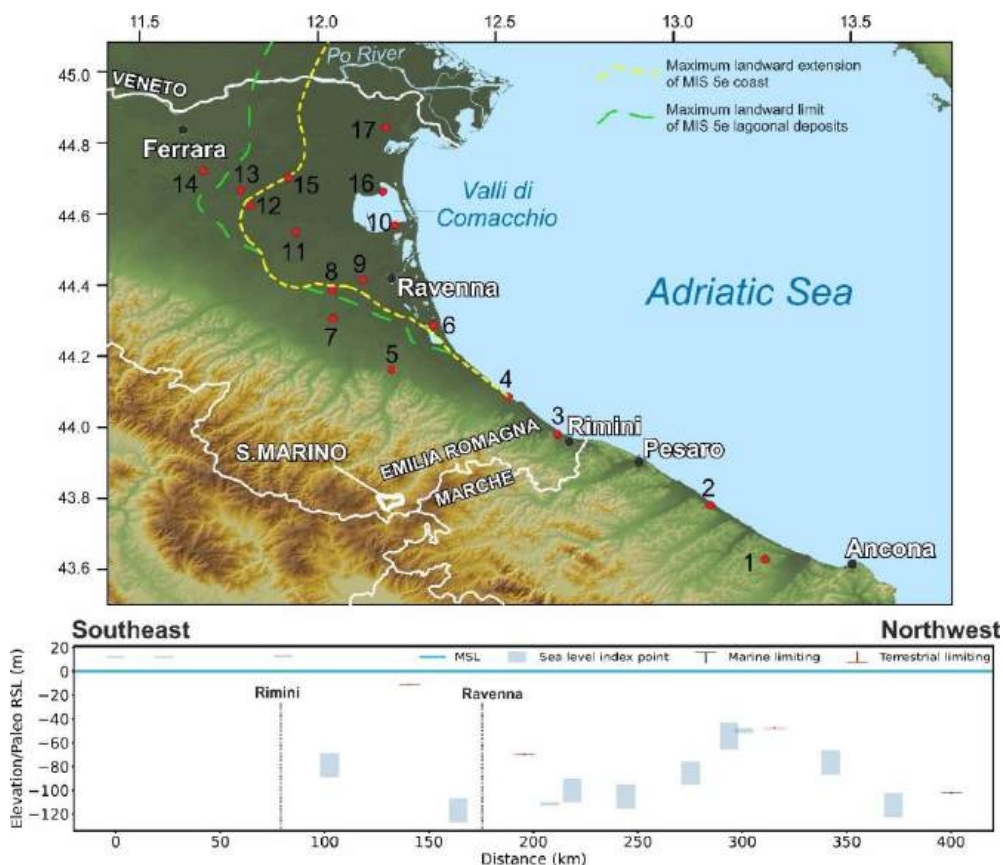 11.5 12.0 12.5 13.0 13.5
45.0
44.8
44.6
44.4
44.2
44.0
43.8
43.6
Po River
VENETO
Maximum landward extension
of MIS 5e coast
Maximum landward limit
of MIS 5e lagoonal deposits
Ferrara
17
13
14
15
16
12
Valli di
Comacchio
10
11
8
9
Ravenna
Adriatic Sea
6
7
5
4
3
Rimini
S.MARINO
EMILIA ROMAGNA
MARCHE
Pesaro
2
1
Ancona
Southeast
Northwest
Elevation/Paleo RSL (m)
20
0
−20
−40
−60
−80
−100
−120
MSL
Sea level index point
Marine limiting
Terrestrial limiting
Rimini
Ravenna
0 50 100 150 200 250 300 350 400
Distance (km)